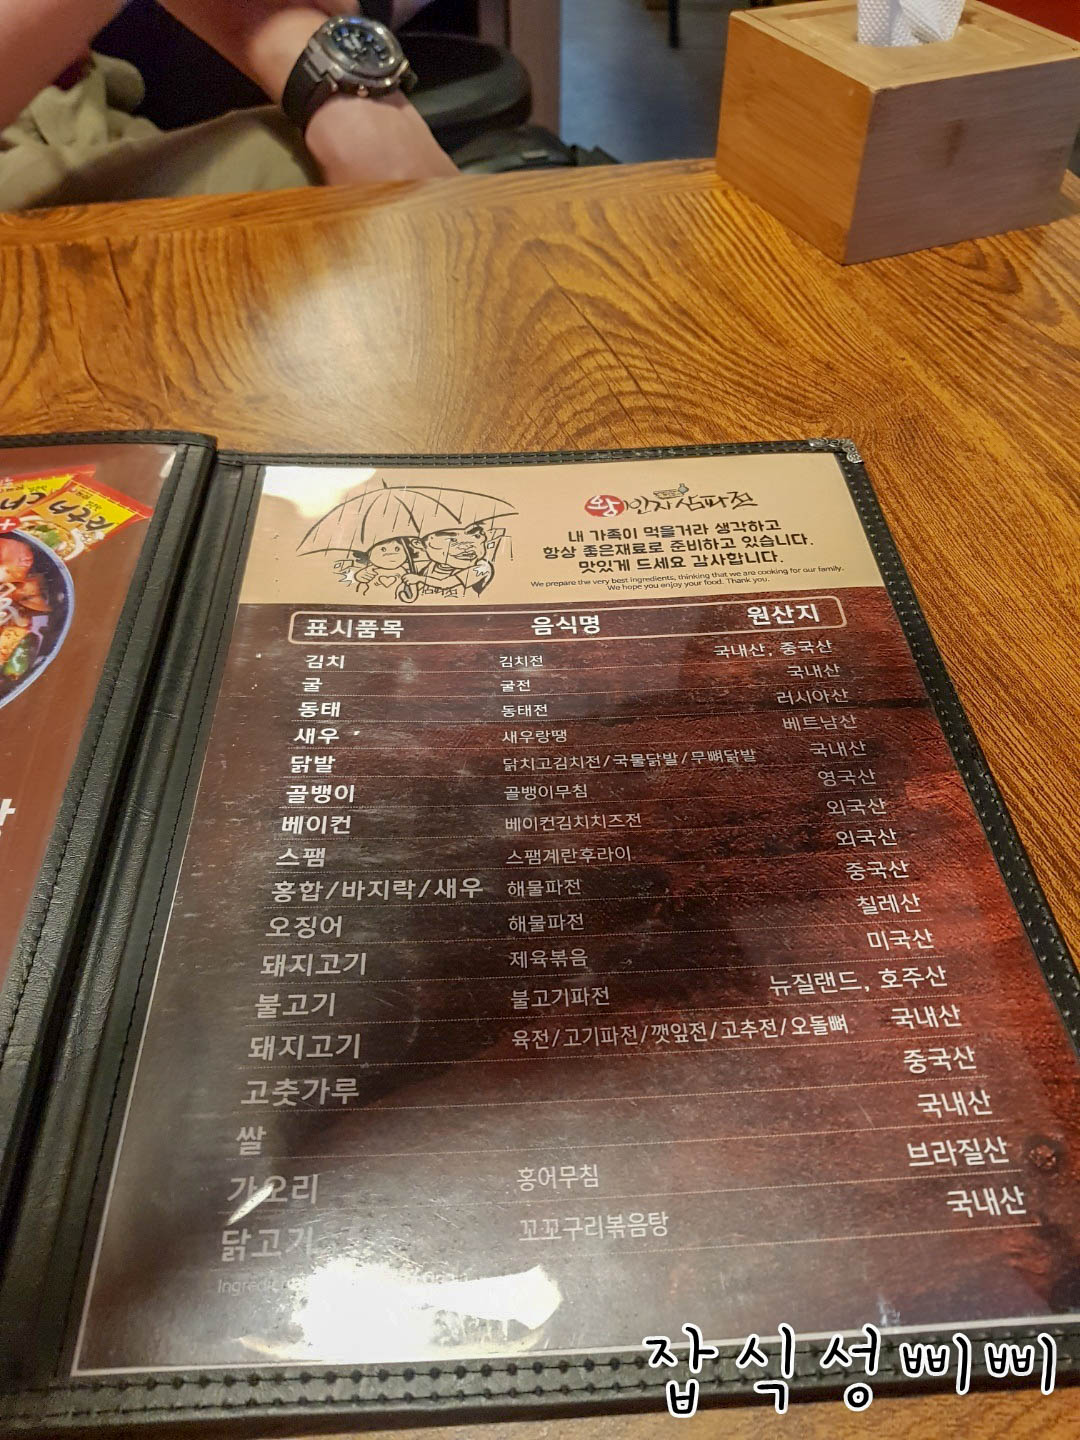 왕빈자삼파전
내 가족이 먹을거라 생각하고
항상 좋은재료로 준비하고 있습니다.
맛있게 드세요 감사합니다.
We prepare the very best ingredients, thinking that we are cooking for our family.
We hope you enjoy your food. Thank you.
표시품목 음식명 원산지
김치 김치전 국내산, 중국산
굴 굴전 국내산
동태 동태전 러시아산
새우 새우랑땡 베트남산
닭발 닭치고김치전/국물닭발/무뼈닭발 국내산
골뱅이 골뱅이무침 영국산
베이컨 베이컨김치치즈전 외국산
스팸 스팸계란후라이 외국산
홍합/바지락/새우 해물파전 중국산
오징어 해물파전 칠레산
돼지고기 제육볶음 미국산
불고기 불고기파전 뉴질랜드, 호주산
돼지고기 육전/고기파전/깻잎전/고추전/오돌뼈 국내산
고춧가루 중국산
쌀 국내산
가오리 홍어무침 브라질산
닭고기 꼬꼬구리볶음탕 국내산
잡식성삐삐